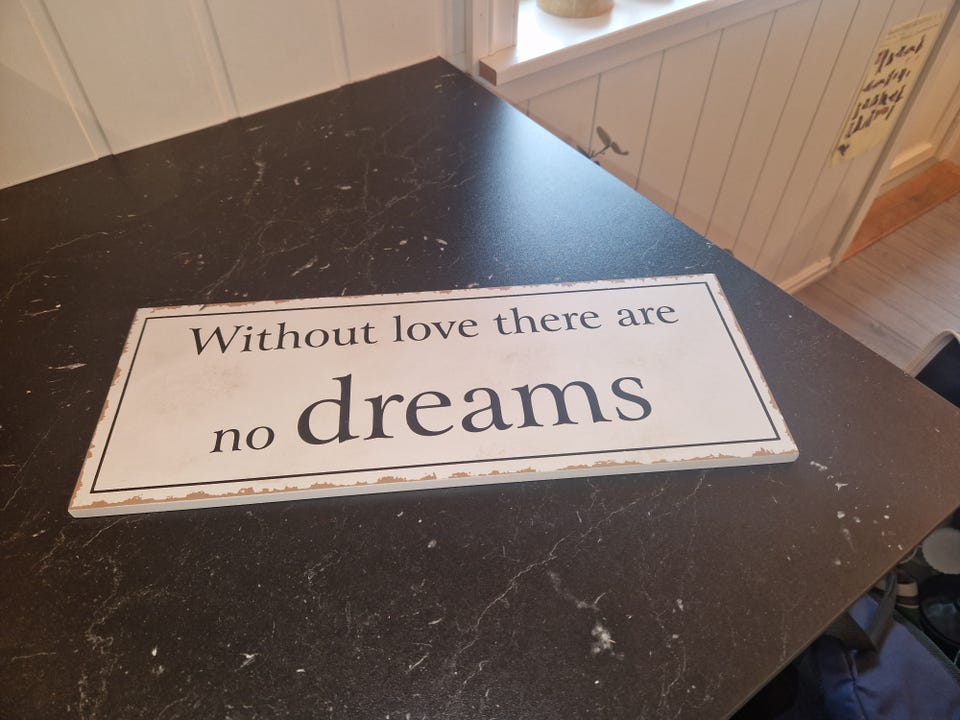 Without love there are
no dreams